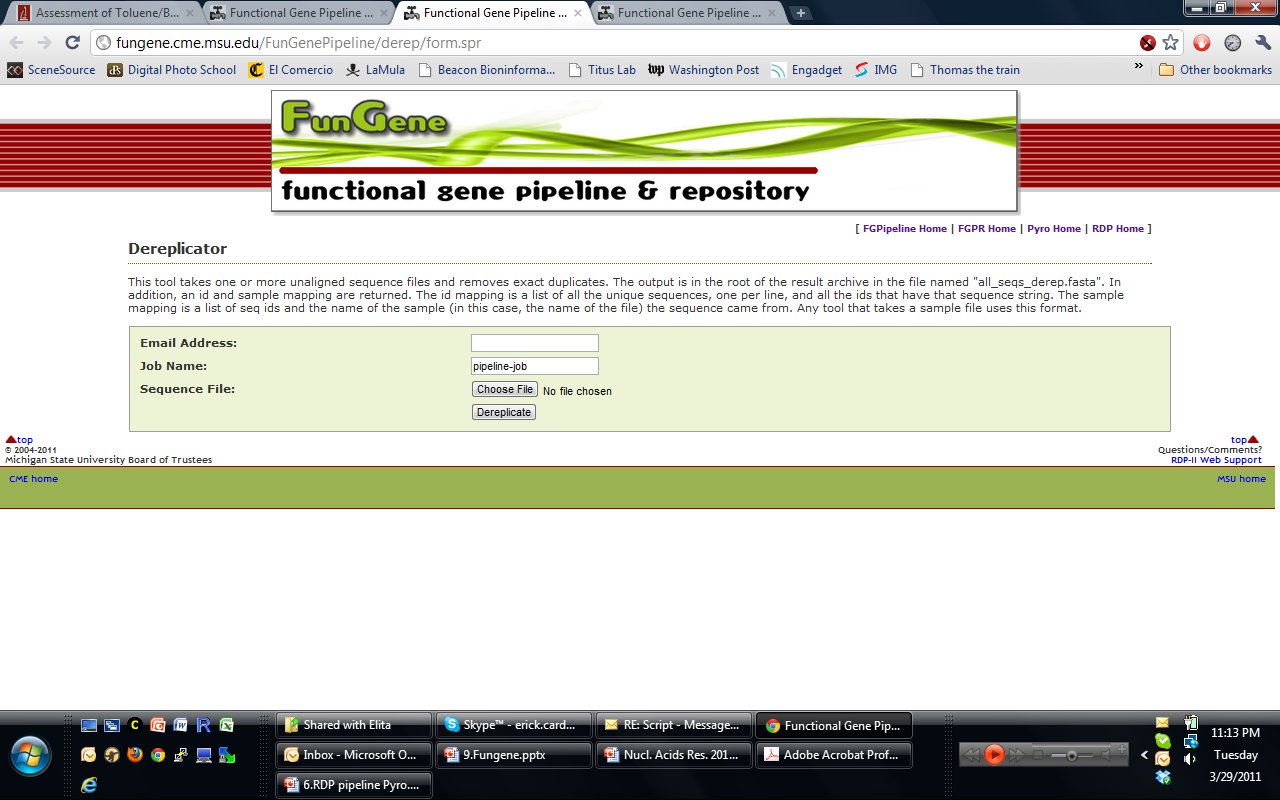 Assessment of Toluene/B...
Functional Gene Pipeline ...
Functional Gene Pipeline ...
Functional Gene Pipeline ...
fungene.cme.msu.edu/FunGenePipeline/derep/form.spr
SceneSource
Digital Photo School
El Comercio
LaMula
Beacon Bioninforma...
Titus Lab
Washington Post
Engadget
IMG
Thomas the train
»
Other bookmarks
FunGene
functional gene pipeline & repository
[ FGPipeline Home | FGPR Home | Pyro Home | RDP Home ]
Dereplicator
This tool takes one or more unaligned sequence files and removes exact duplicates. The output is in the root of the result archive in the file named "all_seqs_derep.fasta". In
addition, an id and sample mapping are returned. The id mapping is a list of all the unique sequences, one per line, and all the ids that have that sequence string. The sample
mapping is a list of seq ids and the name of the sample (in this case, the name of the file) the sequence came from. Any tool that takes a sample file uses this format.
Email Address:
Job Name: pipeline-job
Sequence File: Choose File No file chosen
Dereplicate
top
top
© 2004-2011
Questions/Comments?
Michigan State University Board of Trustees
RDP-II Web Support
CME home
MSU home
Shared with Elita
Skype™ - erick.card...
RE: Script - Message...
Functional Gene Pip...
Inbox - Microsoft O...
9.Fungene.pptx
Nucl. Acids Res. 201...
Adobe Acrobat Prof...
6.RDP pipeline Pyro....
11:13 PM
Tuesday
3/29/2011